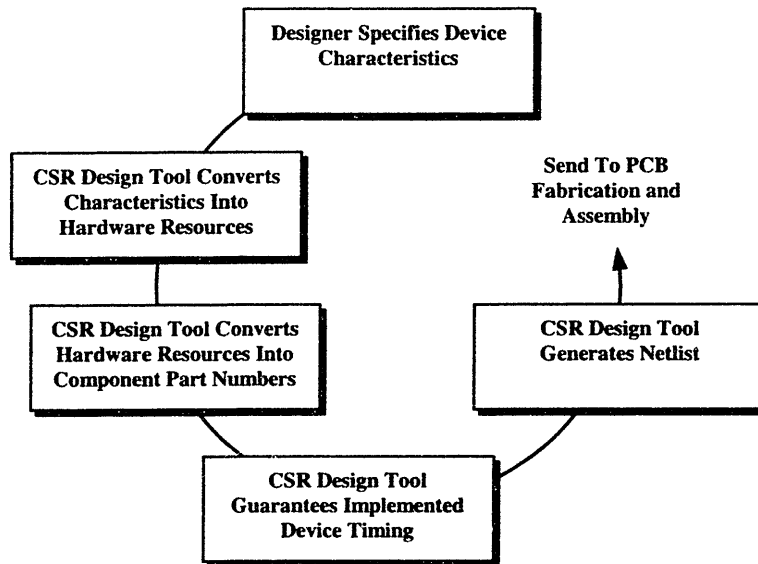 Designer Specifies Device
Characteristics
CSR Design Tool Converts
Characteristics Into
Hardware Resources
CSR Design Tool Converts
Hardware Resources Into
Component Part Numbers
CSR Design Tool
Guarantees Implemented
Device Timing
CSR Design Tool
Generates Netlist
Send To PCB
Fabrication and
Assembly